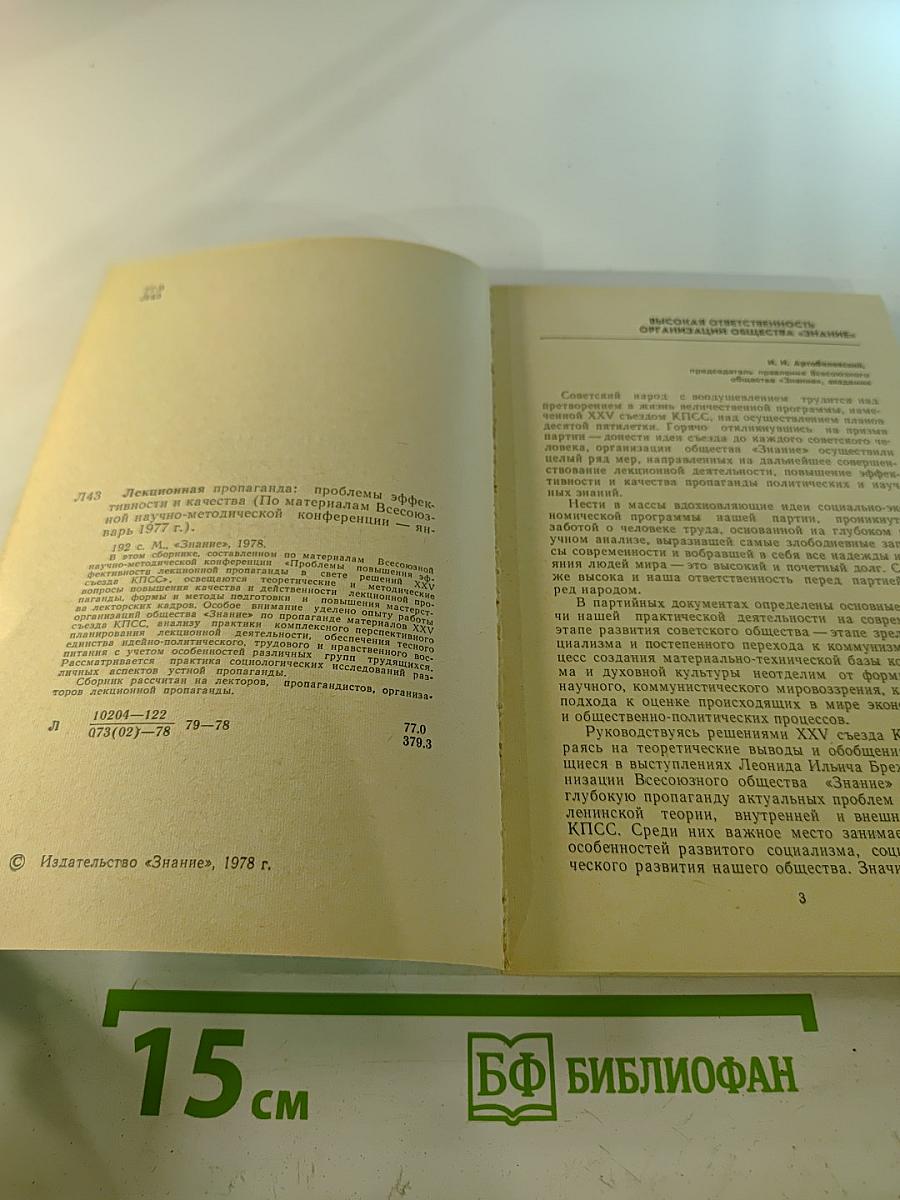 Л43
Лекционная пропаганда: проблемы эффек-
тивности и качества (По материалам Всесоюз-
ной научно-методической конференции — ян-
варь 1977 г.).
192 с. М., «Знание», 1978.
В этом сборнике, составленном по материалам Всесоюзной
научно-методической конференции «Проблемы повышения эф-
фективности лекционной пропаганды в свете решений XXV
съезда КПСС», освещаются теоретические и методические
вопросы повышения качества и действенности лекционной про-
паганды, формы и методы подготовки и повышения мастерст-
ва лекторских кадров. Особое внимание уделено опыту работы
организаций общества «Знание» по пропаганде материалов XXV
съезда КПСС, анализу практики комплексного перспективного
планирования лекционной деятельности, обеспечения тесного
единства идейно-политического, трудового и нравственного вос-
питания с учетом особенностей различных групп трудящихся.
Рассматривается практика социологических исследований раз-
личных аспектов устной пропаганды.
Сборник рассчитан на лекторов, пропагандистов, организа-
торов лекционной пропаганды.
Л 10204—122
073(02)—78 79—78
77.0
379.3
© Издательство «Знание», 1978 г.
ВЫСОКАЯ ОТВЕТСТВЕННОСТЬ
ОРГАНИЗАЦИЙ ОБЩЕСТВА «ЗНАНИЕ»
И. И. Артоболевский,
председатель правления Всесоюзного
общества «Знание», академик
Советский народ с воодушевлением трудится над
претворением в жизнь величественной программы, наме-
ченной XXV съездом КПСС, над осуществлением планов
десятой пятилетки. Горячо откликнувшись на призыв
партии — донести идеи съезда до каждого советского че-
ловека, организации общества «Знание» осуществили
целый ряд мер, направленных на дальнейшее совершен-
ствование лекционной деятельности, повышение эффек-
тивности и качества пропаганды политических и науч-
ных знаний.
Нести в массы вдохновляющие идеи социально-эко-
номической программы нашей партии, проникнут
заботой о человеке труда, основанной на глубоком
учном анализе, выразившей самые злободневные зап
сы современности и вобравшей в себя все надежды и
яния людей мира — это высокий и почетный долг. С
же высока и наша ответственность перед партией
ред народом.
В партийных документах определены основные
чи нашей практической деятельности на соврем
этапе развития советского общества — этапе зрел
циализма и постепенного перехода к коммунизм
цесс создания материально-технической базы ко
ма и духовной культуры неотделим от форми
научного, коммунистического мировоззрения, к
подхода к оценке происходящих в мире эконо
и общественно-политических процессов.
Руководствуясь решениями XXV съезда К
раясь на теоретические выводы и обобщени
щиеся в выступлениях Леонида Ильича Бреж
низации Всесоюзного общества «Знание»
глубокую пропаганду актуальных проблем
ленинской теории, внутренней и внешн
КПСС. Среди них важное место занимае
особенностей развитого социализма, соци
ческого развития нашего общества. Значи
3
15 см
БФ БИБЛИОФАН